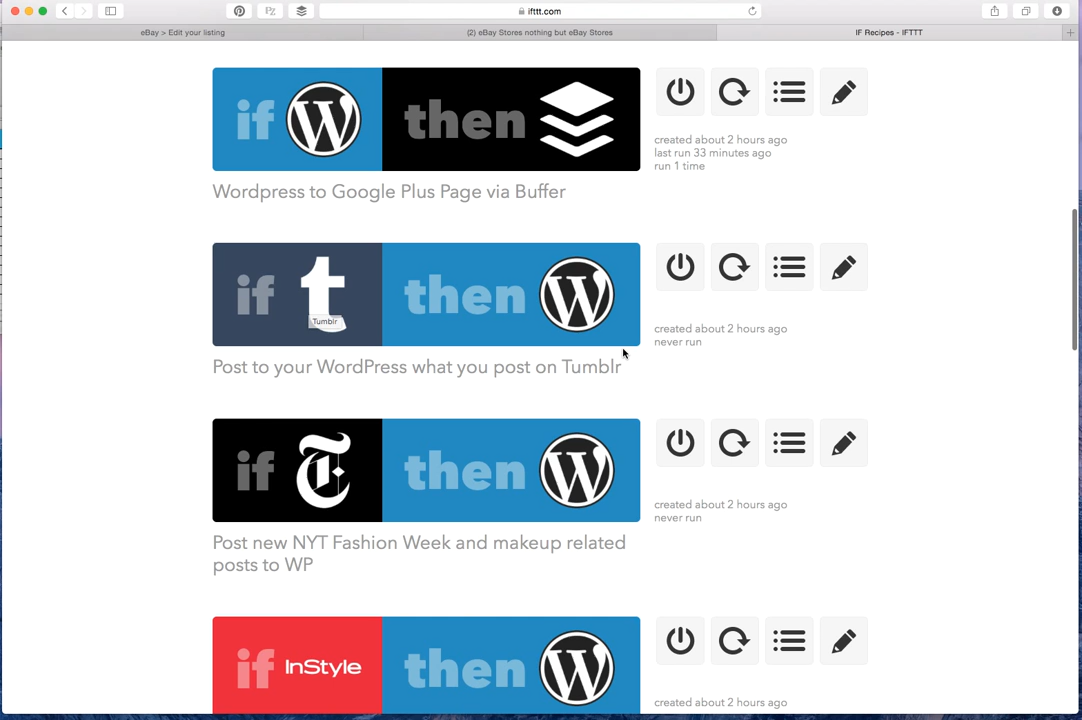 ifttt.com
eBay > Edit your listing
(2) eBay Stores nothing but eBay Stores
IF Recipes - IFTTT
if W then
created about 2 hours ago
last run 33 minutes ago
run 1 time
Wordpress to Google Plus Page via Buffer
if t then W
Tumblr
created about 2 hours ago
never run
Post to your WordPress what you post on Tumblr
if T then W
created about 2 hours ago
never run
Post new NYT Fashion Week and makeup related
posts to WP
if InStyle then W
created about 2 hours ago